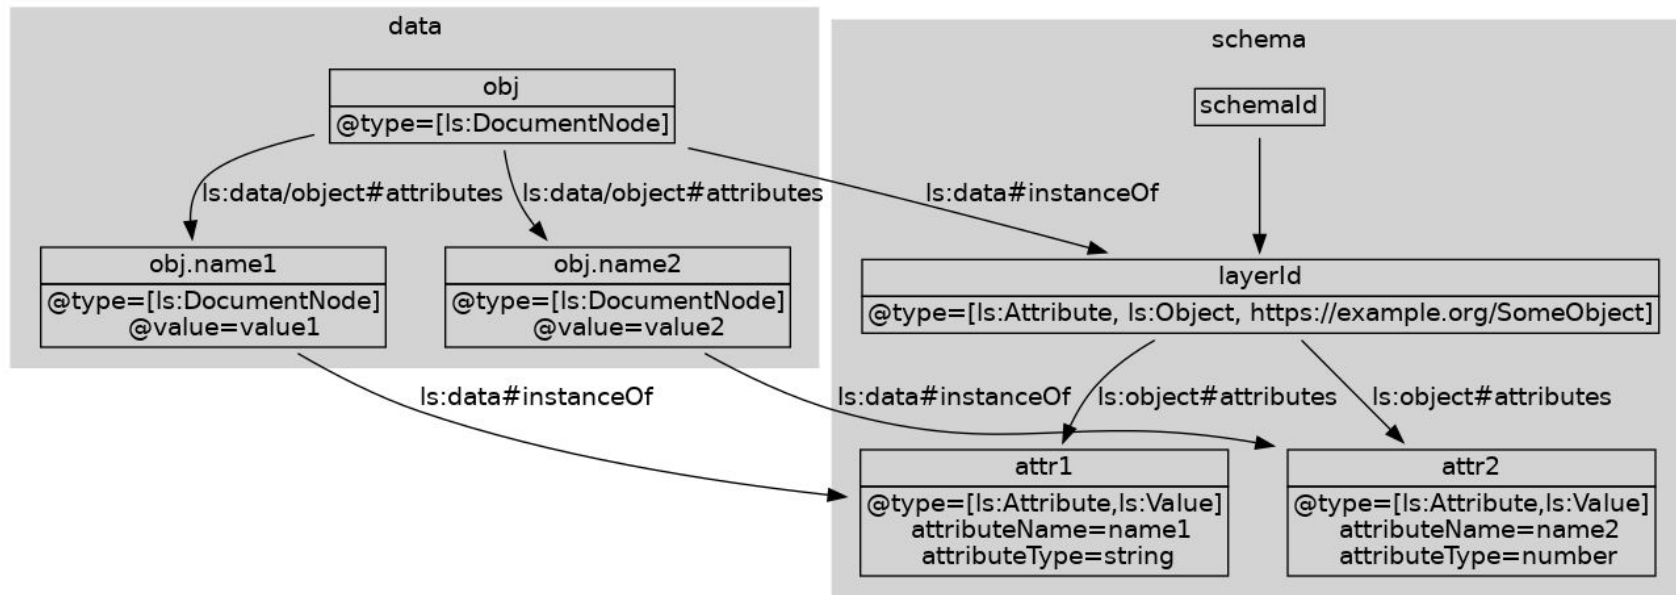 data
schema
obj
@type=[ls:DocumentNode]
schemaId
ls:data/object#attributes
ls:data/object#attributes
ls:data#instanceOf
obj.name1
@type=[ls:DocumentNode]
@value=value1
obj.name2
@type=[ls:DocumentNode]
@value=value2
layerId
@type=[ls:Attribute, ls:Object, https://example.org/SomeObject]
ls:data#instanceOf
ls:data#instanceOf
ls:object#attributes
ls:object#attributes
attr1
@type=[ls:Attribute,ls:Value]
attributeName=name1
attributeType=string
attr2
@type=[ls:Attribute,ls:Value]
attributeName=name2
attributeType=number